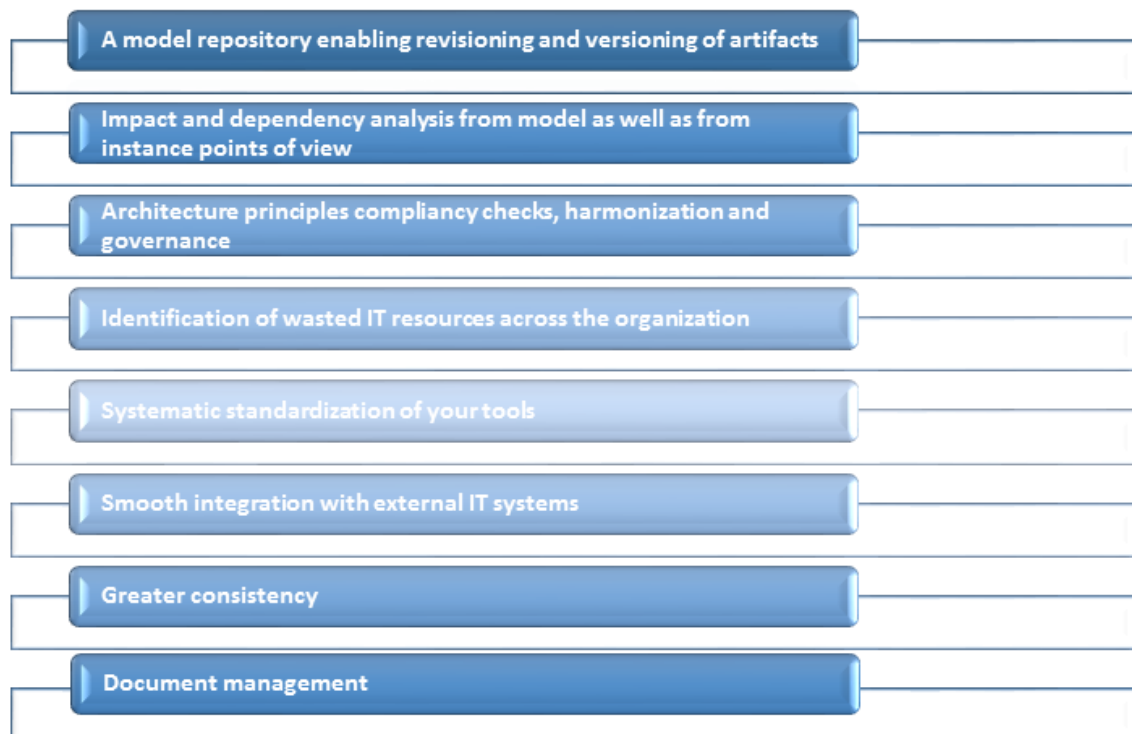 A model repository enabling revisioning and versioning of artifacts
Impact and dependency analysis from model as well as from
instance points of view
Architecture principles compliancy checks, harmonization and
governance
Identification of wasted IT resources across the organization
Systematic standardization of your tools
Smooth integration with external IT systems
Greater consistency
Document management